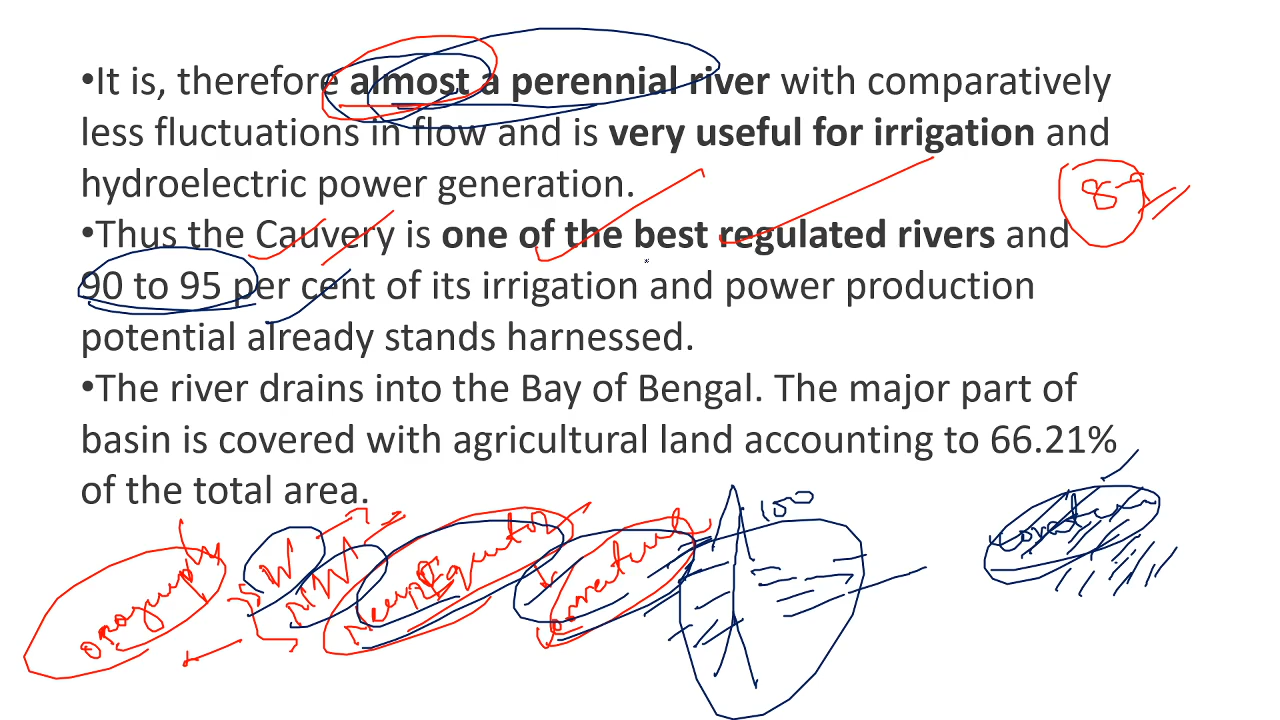 •It is, therefore almost a perennial river with comparatively
less fluctuations in flow and is very useful for irrigation and
hydroelectric power generation.
•Thus the Cauvery is one of the best regulated rivers and
90 to 95 per cent of its irrigation and power production
potential already stands harnessed.
•The river drains into the Bay of Bengal. The major part of
basin is covered with agricultural land accounting to 66.21%
of the total area.
150
SW
NW
Near Equator